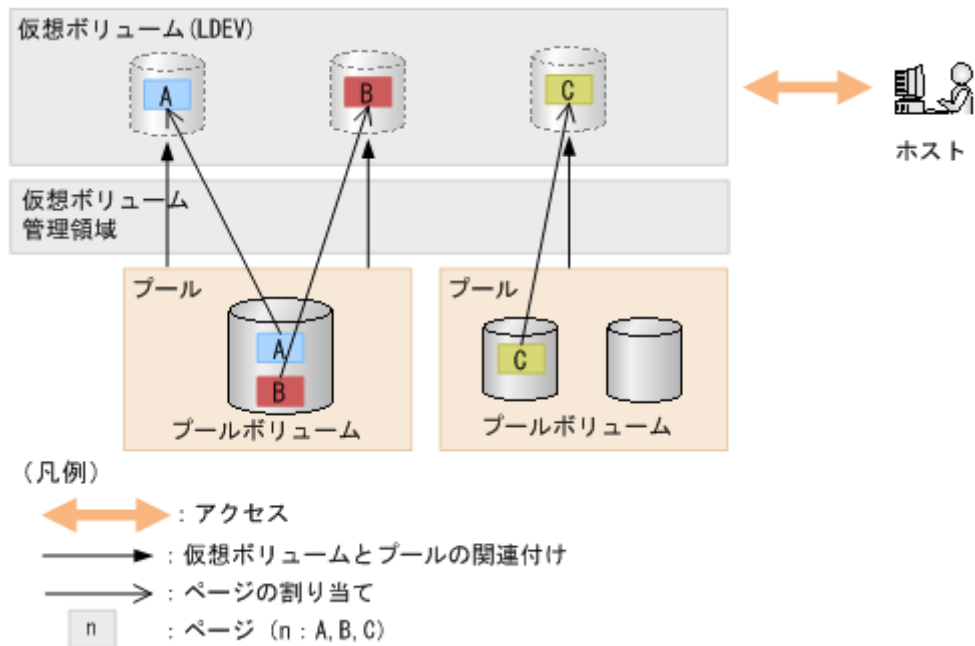 仮想ボリューム(LDEV)
A
B
C
ホスト
仮想ボリューム
管理領域
プール
A
B
プールボリューム
プール
C
プールボリューム
(凡例)
：アクセス
：仮想ボリュームとプールの関連付け
：ページの割り当て
n
：ページ (n：A,B,C)